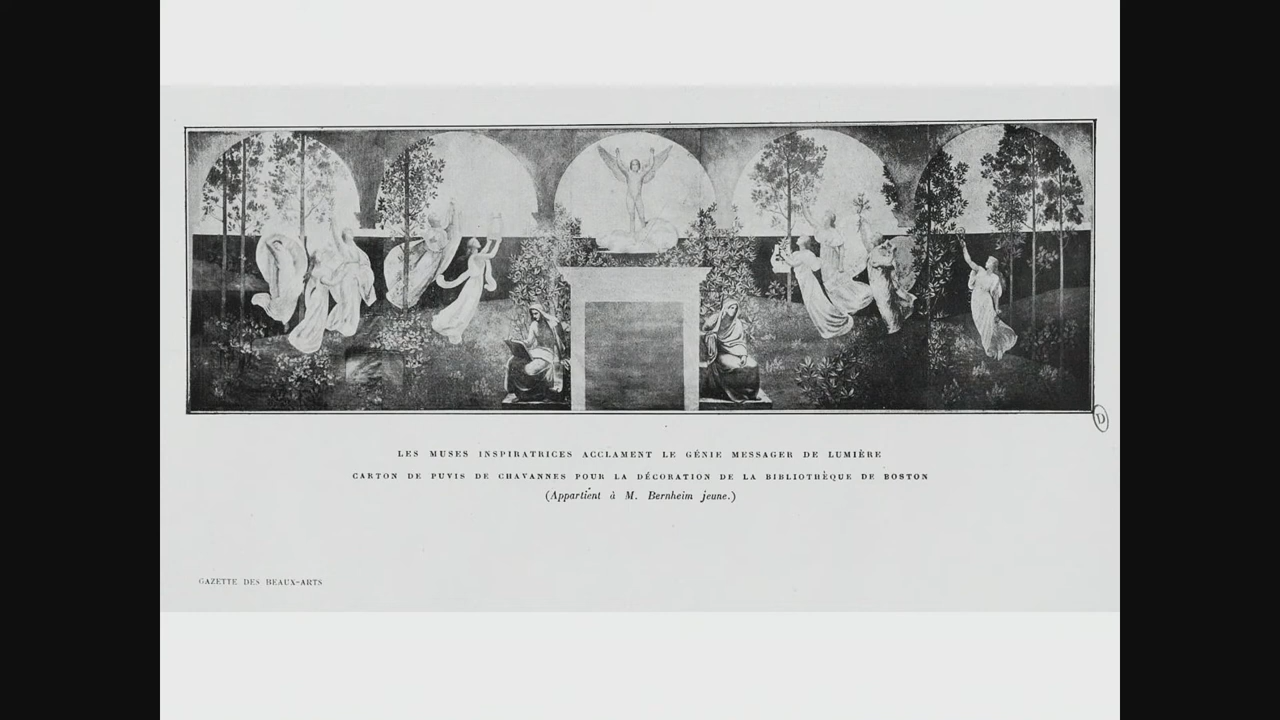 D
LES MUSES INSPIRATRICES ACCLAMENT LE GÉNIE MESSAGER DE LUMIÈRE
CARTON DE PUVIS DE CHAVANNES POUR LA DÉCORATION DE LA BIBLIOTHÈQUE DE BOSTON
(Appartient à M. Bernheim jeune.)
GAZETTE DES BEAUX-ARTS